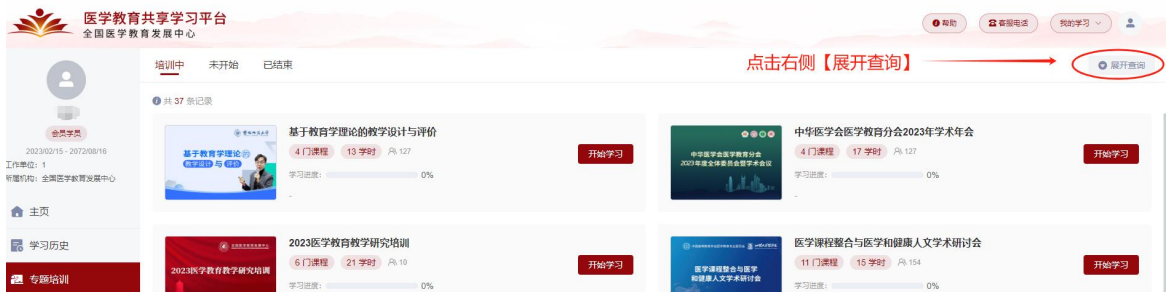 医学教育共享学习平台
全国医学教育发展中心
帮助
客服电话
我的学习
会员学员
2023/02/15 - 2072/08/16
工作单位：1
所属机构：全国医学教育发展中心
主页
学习历史
专题培训
培训中 未开始 已结束
点击右侧【展开查询】
展开查询
共 37 条记录
基于教育学理论的
教学设计与评价
基于教育学理论的教学设计与评价
4 门课程 13 学时 127
学习进度： 0%
-
开始学习
中华医学会医学教育分会
2023年度全体委员会暨学术会议
中华医学会医学教育分会2023年学术年会
4 门课程 17 学时 127
学习进度： 0%
-
开始学习
2023医学教育教学研究培训
2023医学教育教学研究培训
6 门课程 21 学时 10
学习进度： 0%
开始学习
医学课程整合与医学
和健康人文学术研讨会
医学课程整合与医学和健康人文学术研讨会
11 门课程 15 学时 154
学习进度： 0%
开始学习